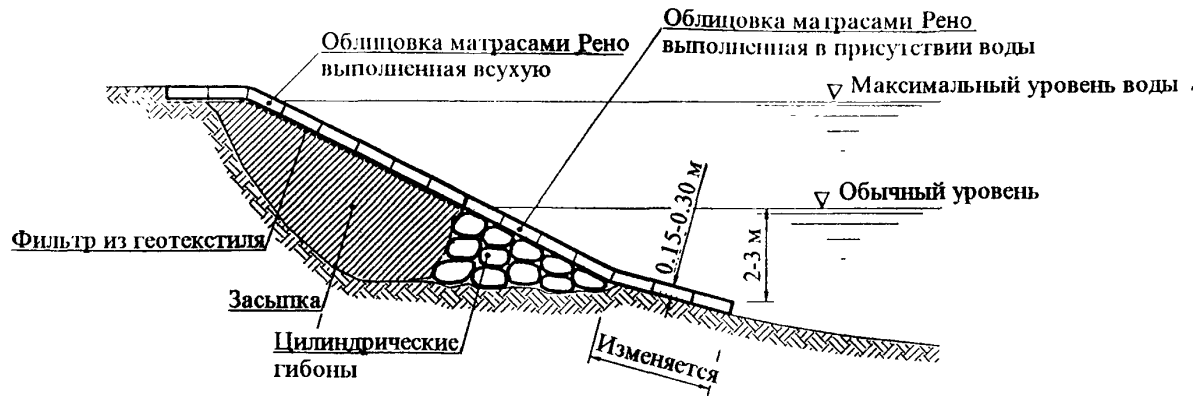 Облицовка матрасами Рено
выполненная всухую
Облицовка матрасами Рено
выполненная в присутствии воды
Максимальный уровень воды
Обычный уровень
0.15-0.30 м
2-3 м
Фильтр из геотекстиля
Засыпка
Цилиндрические
гибоны
Изменяется